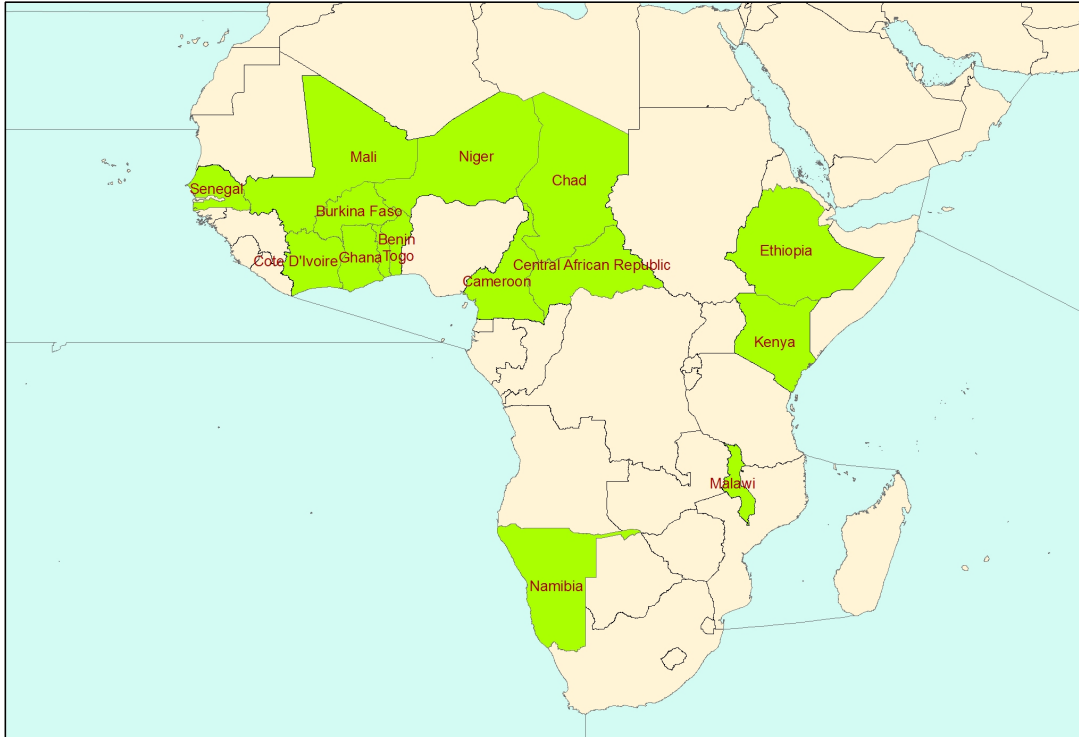 Mali
Niger
Chad
Senegal
Burkina Faso
Benin
Togo
Ghana
Cote D'Ivoire
Central African Republic
Cameroon
Ethiopia
Kenya
Malawi
Namibia